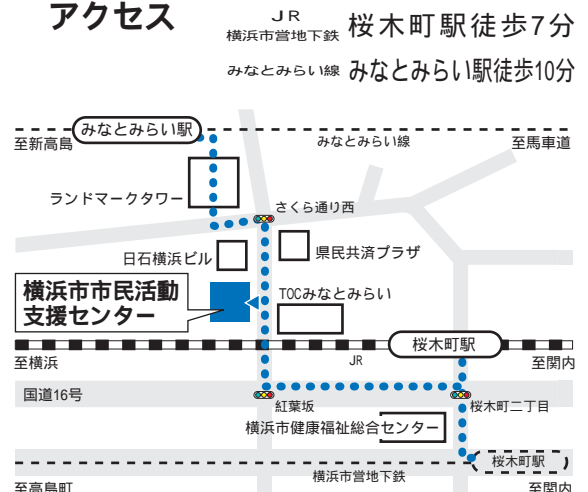 アクセス
JR
横浜市営地下鉄
桜木町駅徒歩7分
みなとみらい線
みなとみらい駅徒歩10分
みなとみらい駅
至新高島
みなとみらい線
至馬車道
ランドマークタワー
さくら通り西
日石横浜ビル
県民共済プラザ
横浜市市民活動
支援センター
TOCみなとみらい
桜木町駅
至横浜
JR
至関内
国道16号
紅葉坂
桜木町二丁目
横浜市健康福祉総合センター
桜木町駅
横浜市営地下鉄
至高島町
至関内